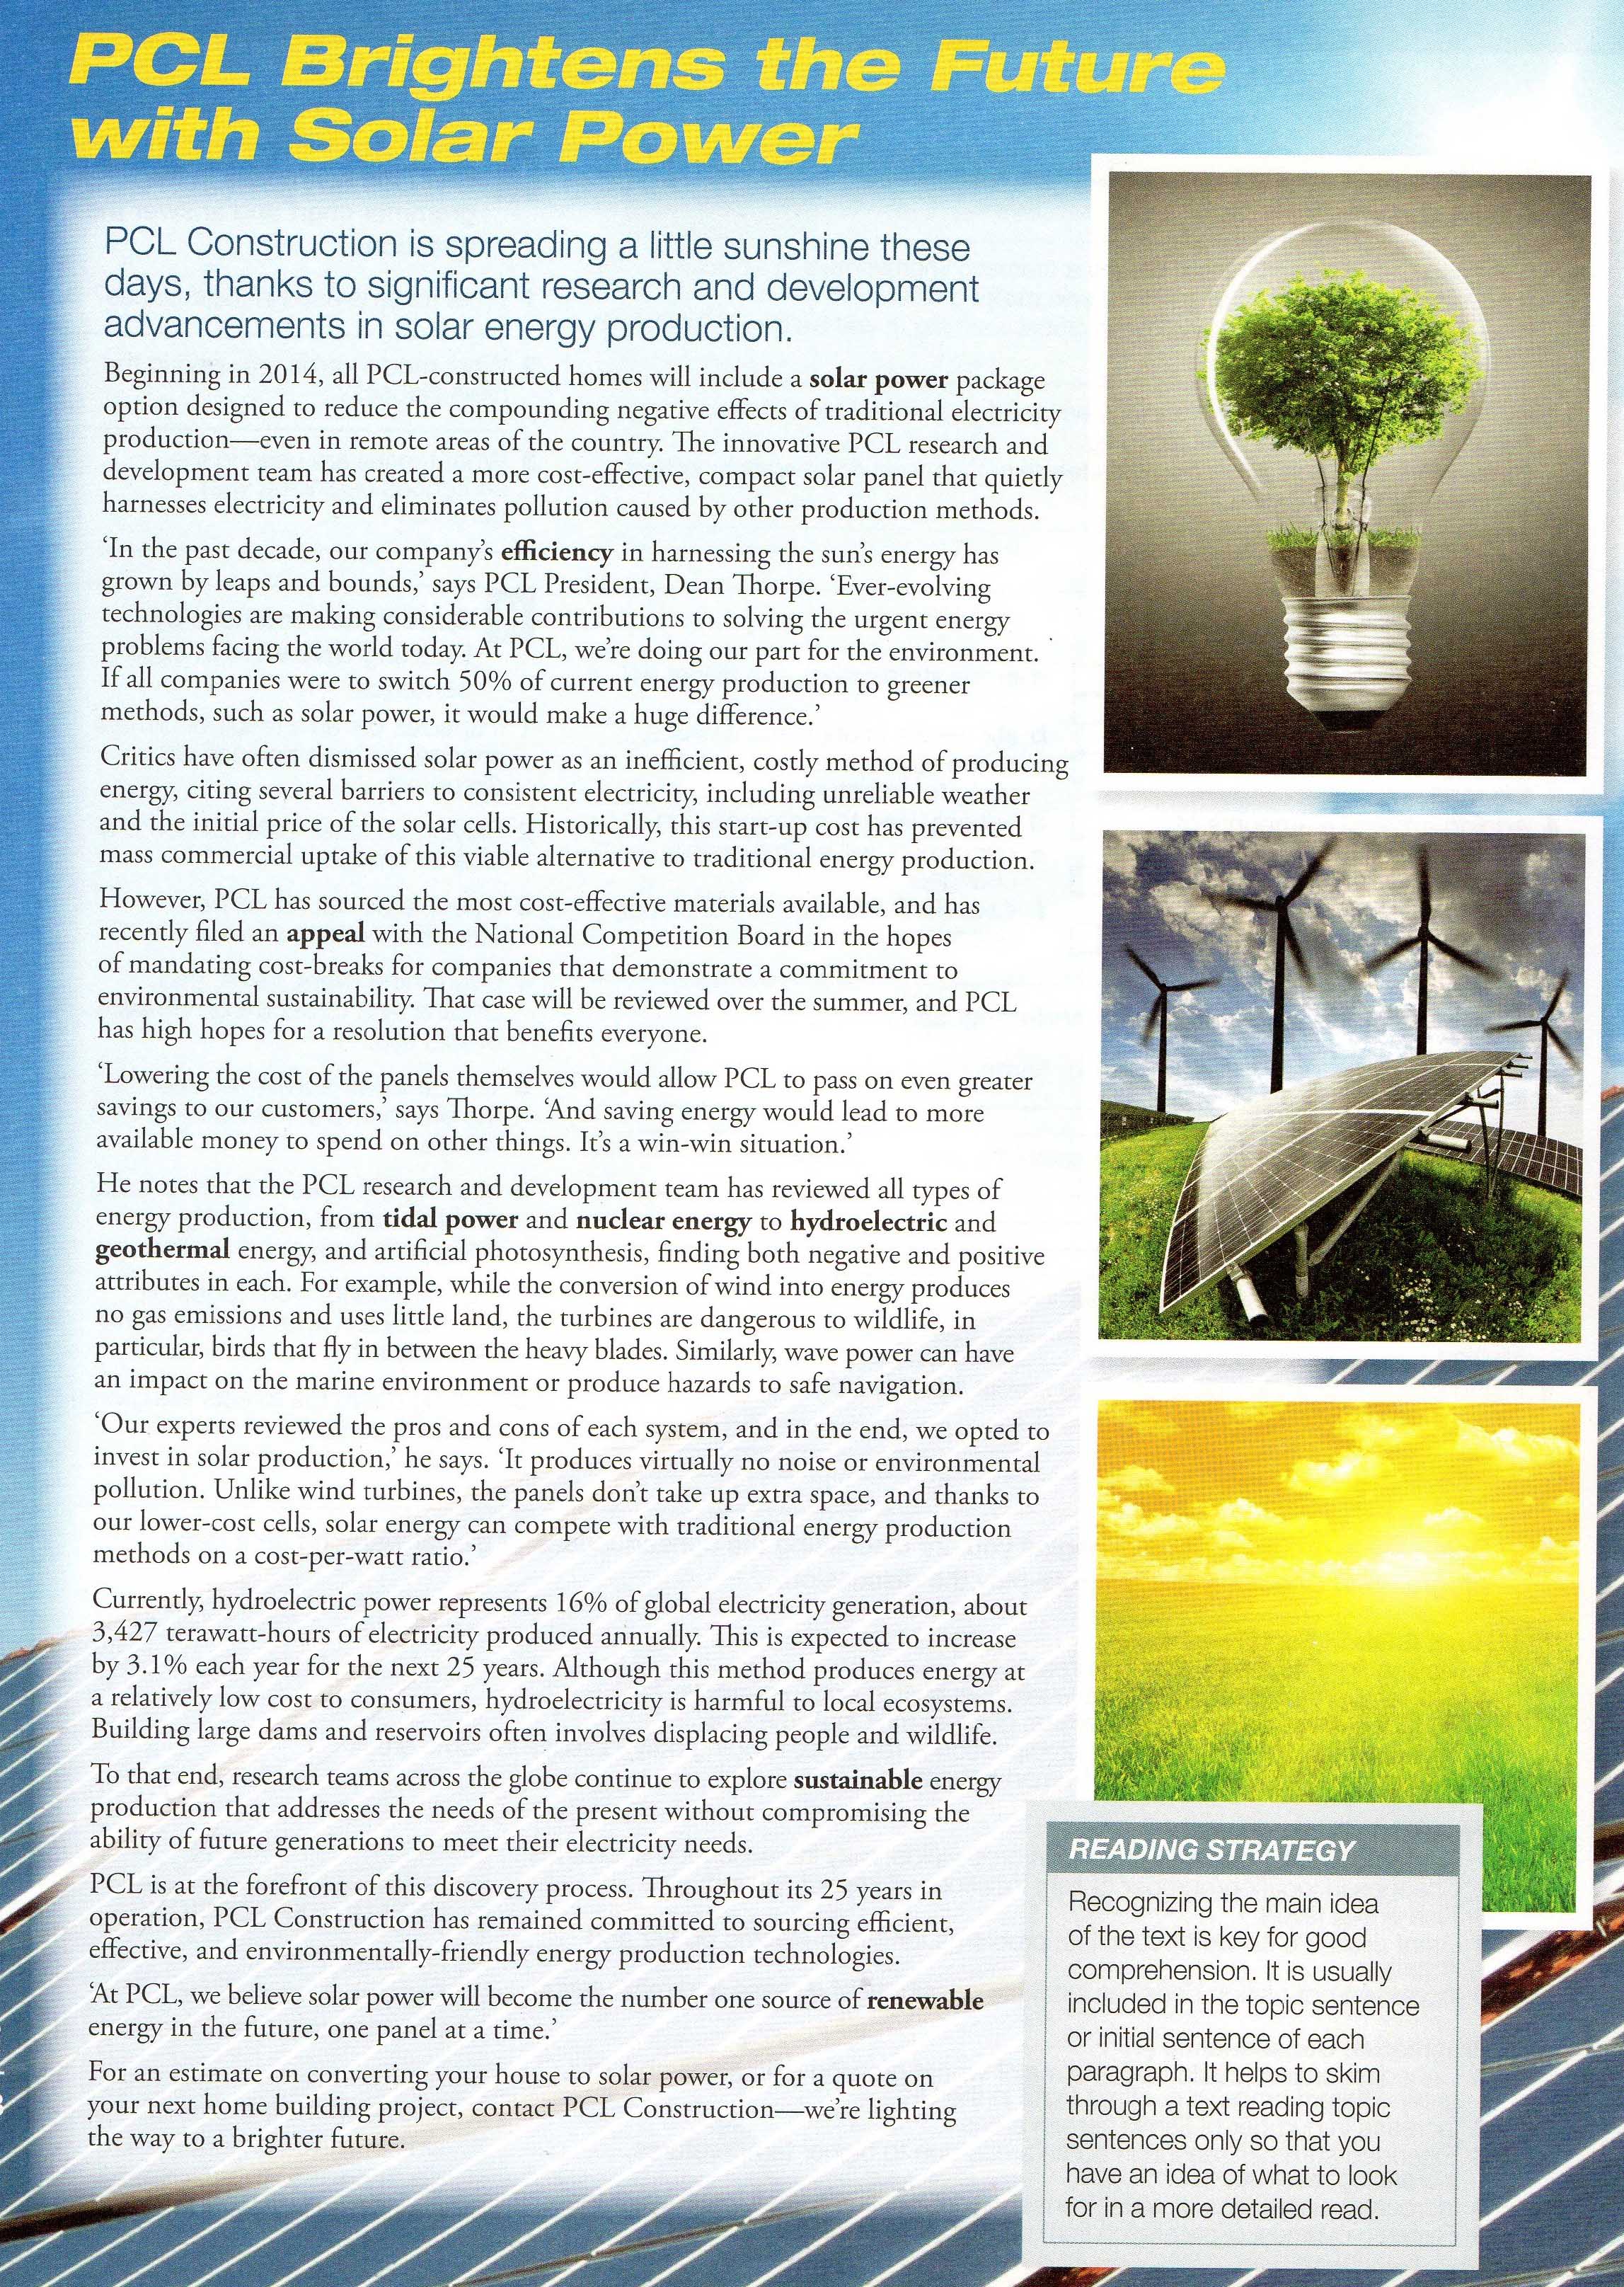 PCL Brightens the Future
with Solar Power
PCL Construction is spreading a little sunshine these
days, thanks to significant research and development
advancements in solar energy production.
Beginning in 2014, all PCL-constructed homes will include a solar power package
option designed to reduce the compounding negative effects of traditional electricity
production—even in remote areas of the country. The innovative PCL research and
development team has created a more cost-effective, compact solar panel that quietly
harnesses electricity and eliminates pollution caused by other production methods.
‘In the past decade, our company’s efficiency in harnessing the sun’s energy has
grown by leaps and bounds,’ says PCL President, Dean Thorpe. ‘Ever-evolving
technologies are making considerable contributions to solving the urgent energy
problems facing the world today. At PCL, we’re doing our part for the environment.
If all companies were to switch 50% of current energy production to greener
methods, such as solar power, it would make a huge difference.’
Critics have often dismissed solar power as an inefficient, costly method of producing
energy, citing several barriers to consistent electricity, including unreliable weather
and the initial price of the solar cells. Historically, this start-up cost has prevented
mass commercial uptake of this viable alternative to traditional energy production.
However, PCL has sourced the most cost-effective materials available, and has
recently filed an appeal with the National Competition Board in the hopes
of mandating cost-breaks for companies that demonstrate a commitment to
environmental sustainability. That case will be reviewed over the summer, and PCL
has high hopes for a resolution that benefits everyone.
‘Lowering the cost of the panels themselves would allow PCL to pass on even greater
savings to our customers,’ says Thorpe. ‘And saving energy would lead to more
available money to spend on other things. It’s a win-win situation.’
He notes that the PCL research and development team has reviewed all types of
energy production, from tidal power and nuclear energy to hydroelectric and
geothermal energy, and artificial photosynthesis, finding both negative and positive
attributes in each. For example, while the conversion of wind into energy produces
no gas emissions and uses little land, the turbines are dangerous to wildlife, in
particular, birds that fly in between the heavy blades. Similarly, wave power can have
an impact on the marine environment or produce hazards to safe navigation.
‘Our experts reviewed the pros and cons of each system, and in the end, we opted to
invest in solar production,’ he says. ‘It produces virtually no noise or environmental
pollution. Unlike wind turbines, the panels don’t take up extra space, and thanks to
our lower-cost cells, solar energy can compete with traditional energy production
methods on a cost-per-watt ratio.’
Currently, hydroelectric power represents 16% of global electricity generation, about
3,427 terawatt-hours of electricity produced annually. This is expected to increase
by 3.1% each year for the next 25 years. Although this method produces energy at
a relatively low cost to consumers, hydroelectricity is harmful to local ecosystems.
Building large dams and reservoirs often involves displacing people and wildlife.
To that end, research teams across the globe continue to explore sustainable energy
production that addresses the needs of the present without compromising the
ability of future generations to meet their electricity needs.
PCL is at the forefront of this discovery process. Throughout its 25 years in
operation, PCL Construction has remained committed to sourcing efficient,
effective, and environmentally-friendly energy production technologies.
‘At PCL, we believe solar power will become the number one source of renewable
energy in the future, one panel at a time.’
For an estimate on converting your house to solar power, or for a quote on
your next home building project, contact PCL Construction—we’re lighting
the way to a brighter future.
READING STRATEGY
Recognizing the main idea
of the text is key for good
comprehension. It is usually
included in the topic sentence
or initial sentence of each
paragraph. It helps to skim
through a text reading topic
sentences only so that you
have an idea of what to look
for in a more detailed read.